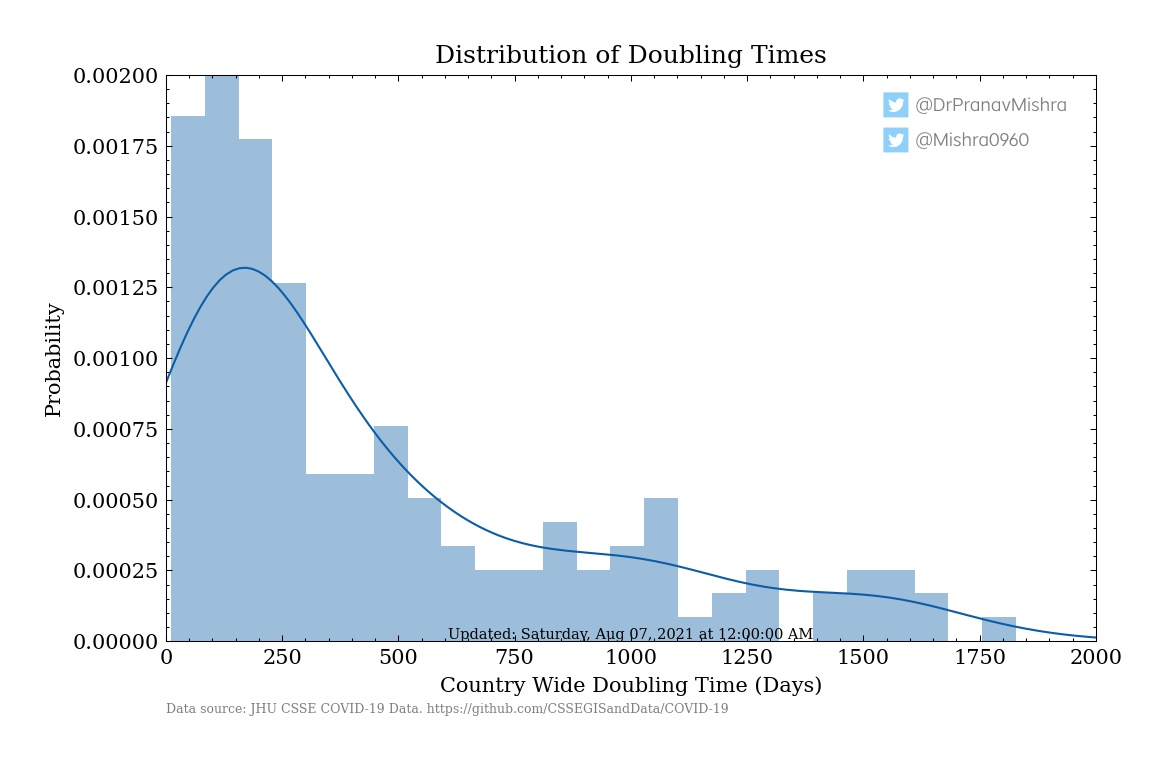 Distribution of Doubling Times
0.00200
0.00175
0.00150
0.00125
0.00100
0.00075
0.00050
0.00025
0.00000
Probability
@DrPranavMishra
@Mishra0960
Updated: Saturday, Aug 07, 2021 at 12:00:00 AM
0 250 500 750 1000 1250 1500 1750 2000
Country Wide Doubling Time (Days)
Data source: JHU CSSE COVID-19 Data. https://github.com/CSSEGISandData/COVID-19